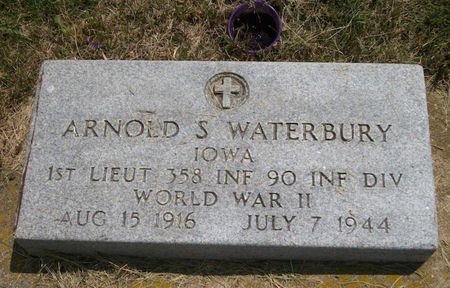 ARNOLD S WATERBURY
IOWA
1ST LIEUT 358 INF 90 INF DIV
WORLD WAR II
AUG 15 1916 JULY 7 1944